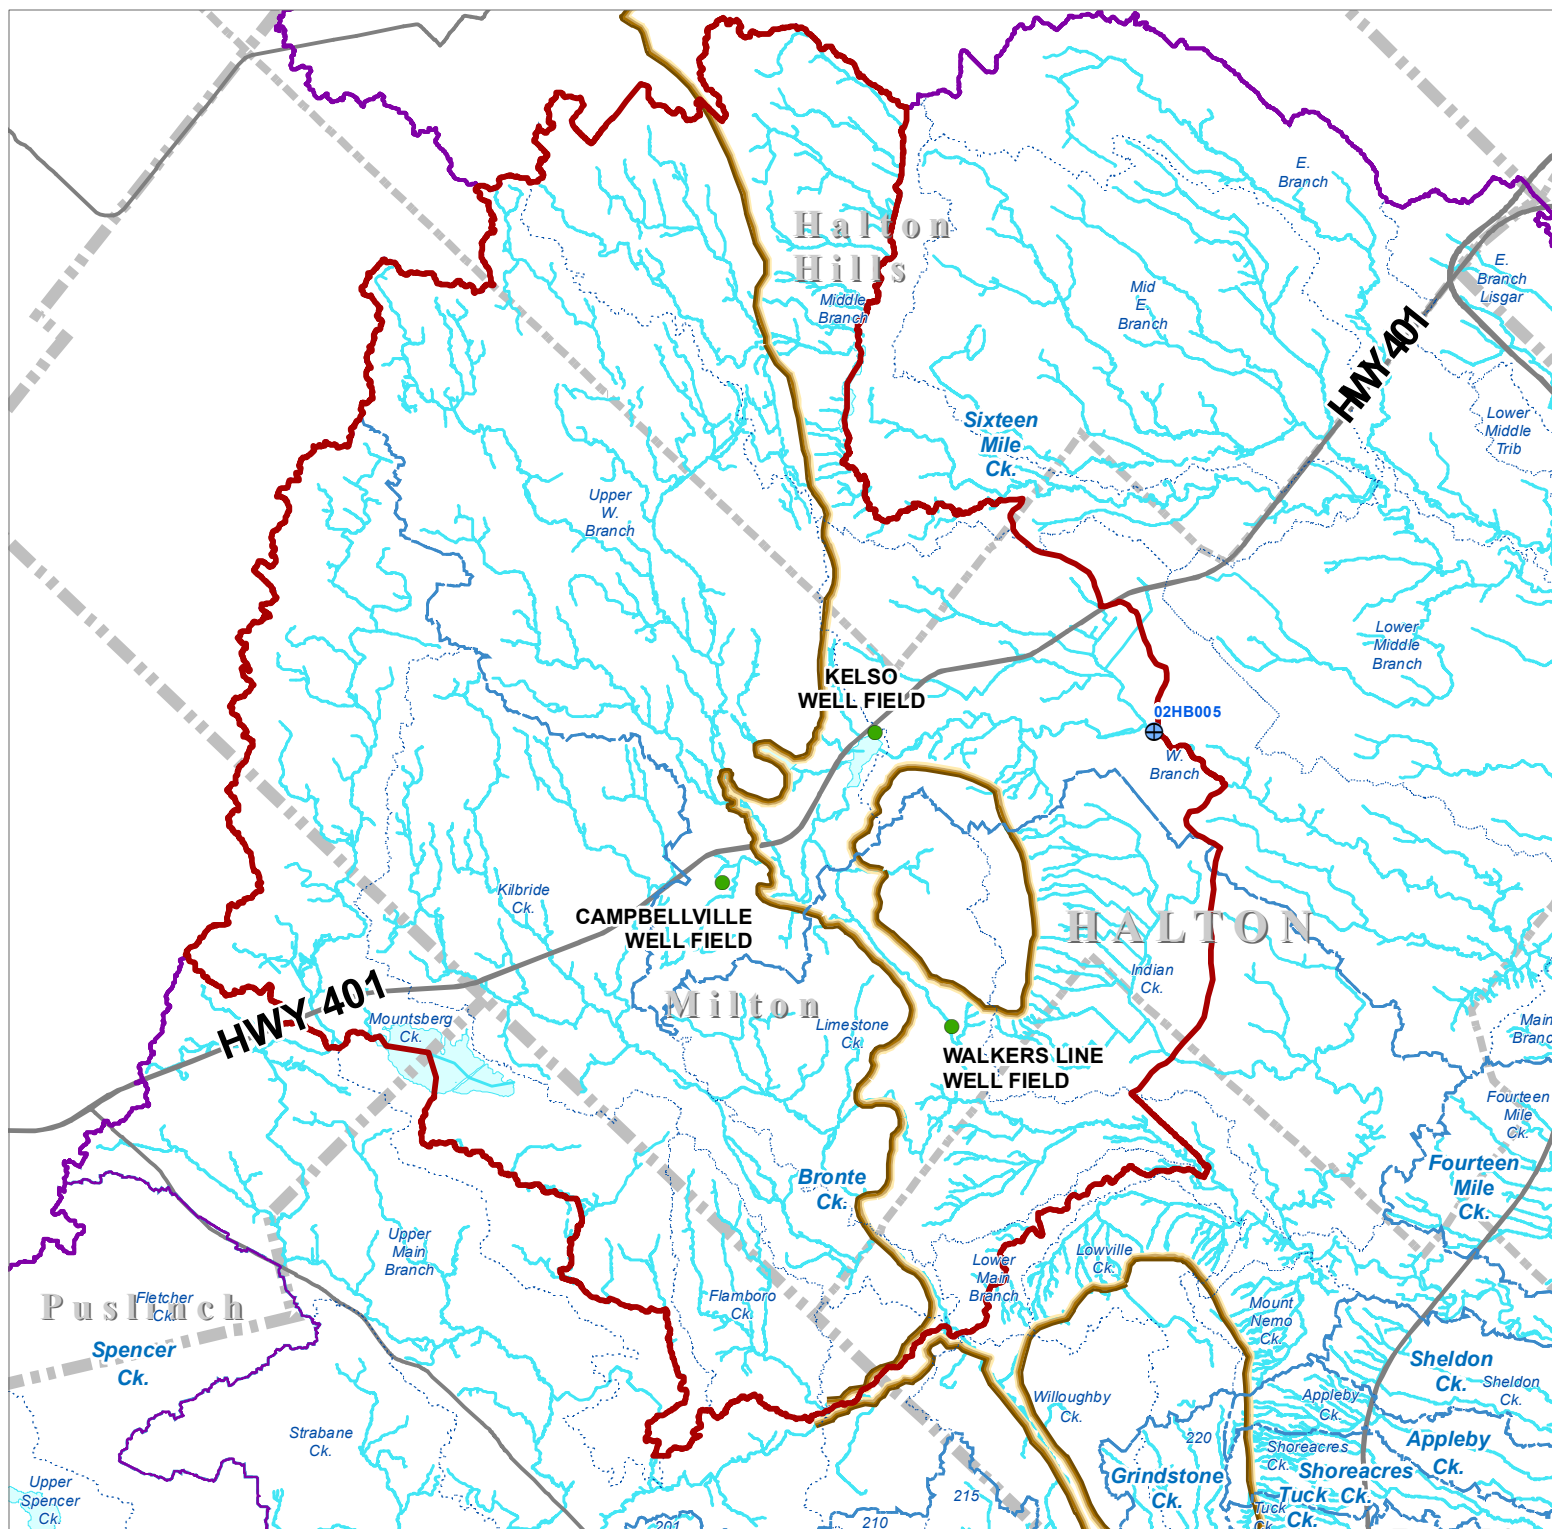 E.
Branch
Halton
Hills
E.
Branch
Lisgar
Mid
E.
Branch
Middle
Branch
HWY 401
Sixteen
Mile
Ck.
Lower
Middle
Trib
Upper
W.
Branch
Lower
Middle
Branch
KELSO
WELL FIELD
02HB005
W.
Branch
Kilbride
Ck.
CAMPBELLVILLE
WELL FIELD
HALTON
Indian
Ck.
Milton
HWY 401
Mountsberg
Ck.
Limestone
Ck.
Main
Branc
WALKERS LINE
WELL FIELD
Fourteen
Mile
Ck.
Bronte
Ck.
Fourteen
Mile
Ck.
Upper
Main
Branch
Lowville
Ck.
Lower
Main
Branch
Puslinch
Fletcher
Ck.
Flamboro
Ck.
Mount
Nemo
Ck.
Spencer
Ck.
Sheldon
Ck.
Sheldon
Ck.
Willoughby
Ck.
Appleby
Ck.
Strabane
Ck.
220
Shoreacres
Ck.
Appleby
Ck.
Upper
Spencer
Ck.
Grindstone
Ck.
Shoreacres
Ck.
215
Tuck
Ck.
Tuck
Ck.
201
210